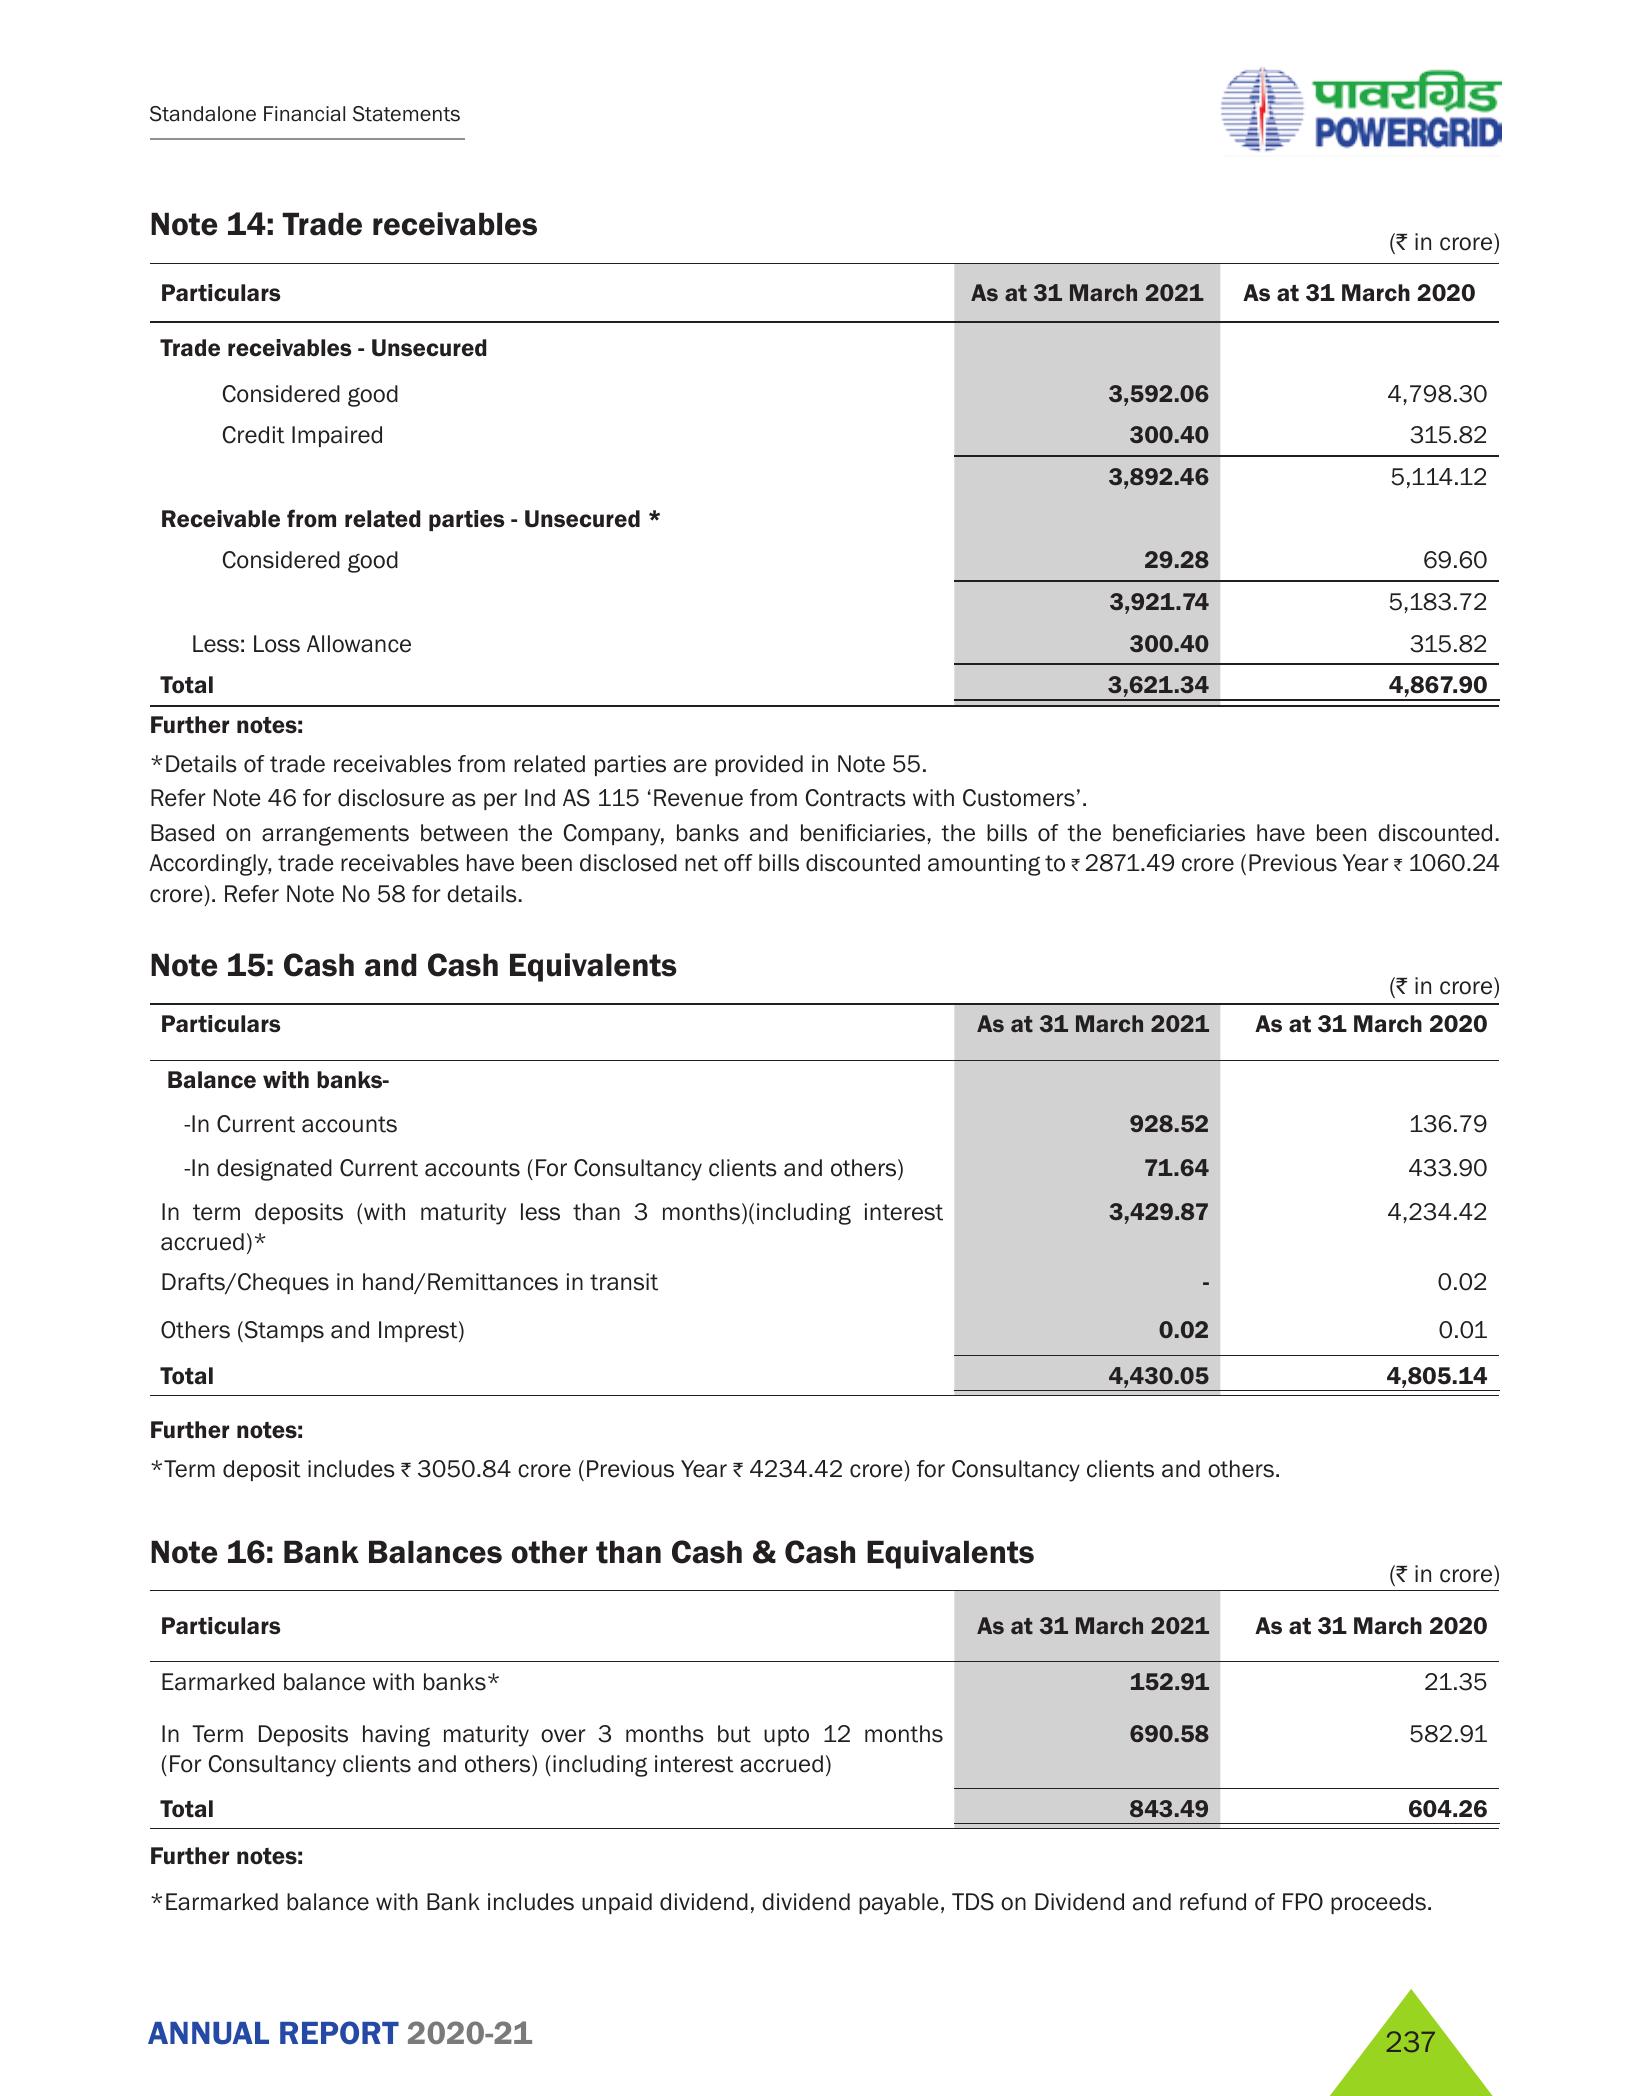 Standalone Financial Statements
पावरग्रिड
POWERGRID
Note 14: Trade receivables
(₹ in crore)
Particulars As at 31 March 2021 As at 31 March 2020
Trade receivables - Unsecured
Considered good 3,592.06 4,798.30
Credit Impaired 300.40 315.82
3,892.46 5,114.12
Receivable from related parties - Unsecured *
Considered good 29.28 69.60
3,921.74 5,183.72
Less: Loss Allowance 300.40 315.82
Total 3,621.34 4,867.90
Further notes:
*Details of trade receivables from related parties are provided in Note 55.
Refer Note 46 for disclosure as per Ind AS 115 ‘Revenue from Contracts with Customers’.
Based on arrangements between the Company, banks and benificiaries, the bills of the beneficiaries have been discounted.
Accordingly, trade receivables have been disclosed net off bills discounted amounting to ₹ 2871.49 crore (Previous Year ₹ 1060.24
crore). Refer Note No 58 for details.
Note 15: Cash and Cash Equivalents
(₹ in crore)
Particulars As at 31 March 2021 As at 31 March 2020
Balance with banks-
-In Current accounts 928.52 136.79
-In designated Current accounts (For Consultancy clients and others) 71.64 433.90
In term deposits (with maturity less than 3 months)(including interest 3,429.87 4,234.42
accrued)*
Drafts/Cheques in hand/Remittances in transit - 0.02
Others (Stamps and Imprest) 0.02 0.01
Total 4,430.05 4,805.14
Further notes:
*Term deposit includes ₹ 3050.84 crore (Previous Year ₹ 4234.42 crore) for Consultancy clients and others.
Note 16: Bank Balances other than Cash & Cash Equivalents
(₹ in crore)
Particulars As at 31 March 2021 As at 31 March 2020
Earmarked balance with banks* 152.91 21.35
In Term Deposits having maturity over 3 months but upto 12 months 690.58 582.91
(For Consultancy clients and others) (including interest accrued)
Total 843.49 604.26
Further notes:
*Earmarked balance with Bank includes unpaid dividend, dividend payable, TDS on Dividend and refund of FPO proceeds.
ANNUAL REPORT 2020-21
237